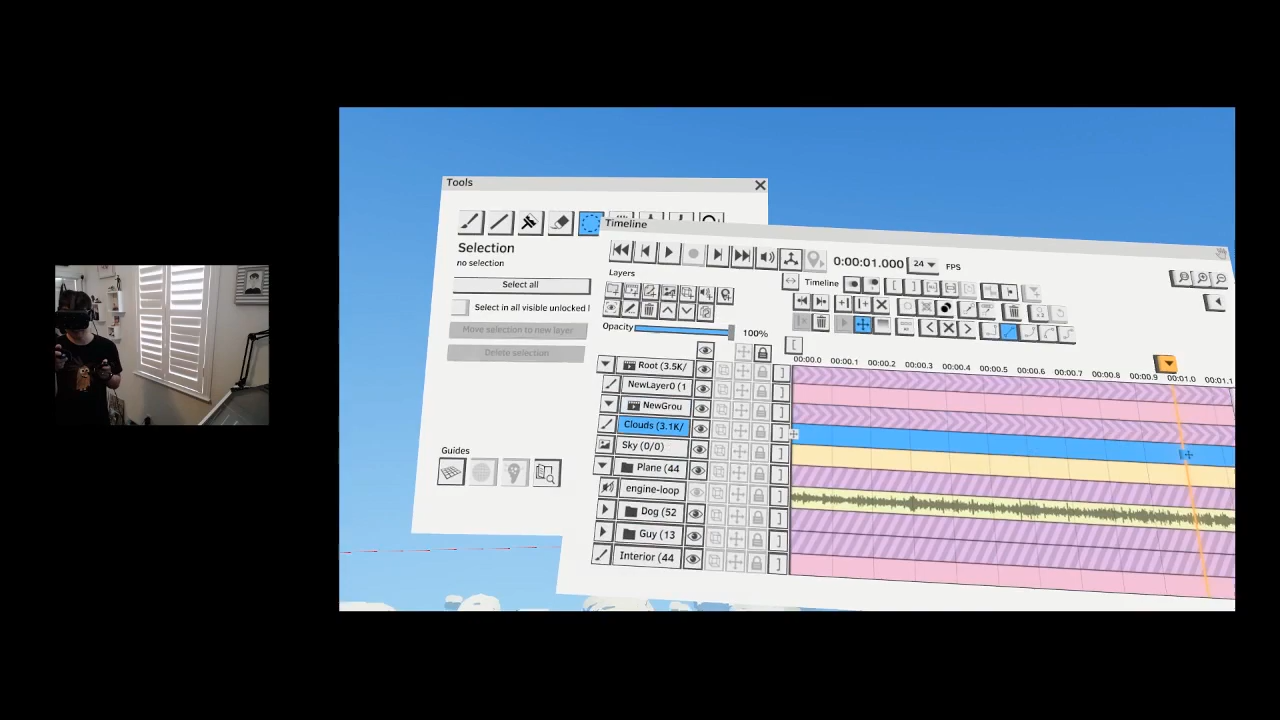 Tools
Selection
no selection
Select all
Select in all visible unlocked l
Move selection to new layer
Delete selection
Guides
Timeline
0:00:01.000
24
FPS
Layers
Timeline
Opacity
100%
00:00.0
00:00.1
00:00.2
00:00.3
00:00.4
00:00.5
00:00.6
00:00.7
00:00.8
00:00.9
00:01.0
00:01.1
Root (3.5K/
NewLayer0 (1
NewGrou
Clouds (3.1K/
Sky (0/0)
Plane (44
engine-loop
Dog (52
Guy (13
Interior (44